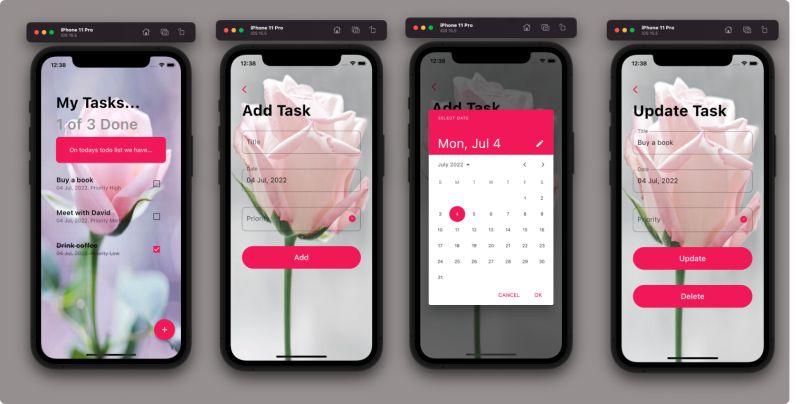 iPhone 11 Pro
iOS 15.5
12:38
My Tasks...
1 of 3 Done
On todays todo list we have...
Buy a book
04 Jul, 2022, Priority High
Meet with David
04 Jul, 2022, Priority
Drink coffee
04 Jul, 2022, Priority Low
+
iPhone 11 Pro
iOS 15.5
12:38
Add Task
Title
Date
04 Jul, 2022
Priority
Add
iPhone 11 Pro
iOS 15.5
12:38
Add Task
SELECT DATE
Mon, Jul 4
July 2022
S M T W T F S
1 2
3 4 5 6 7 8 9
10 11 12 13 14 15 16
17 18 19 20 21 22 23
24 25 26 27 28 29 30
31
CANCEL OK
iPhone 11 Pro
iOS 15.5
12:38
Update Task
Title
Buy a book
Date
04 Jul, 2022
Priority
Update
Delete